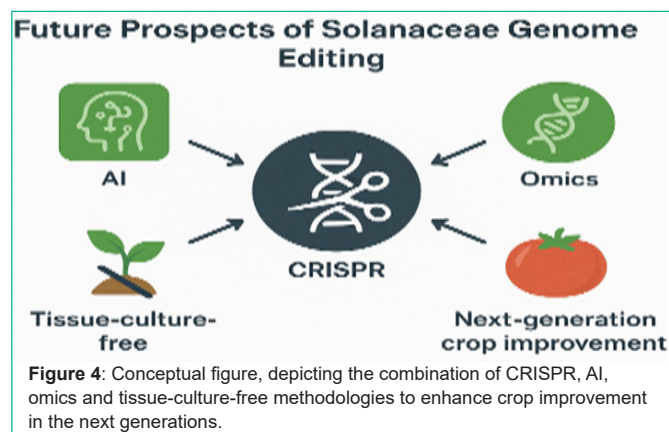 Future Prospects of Solanaceae Genome
Editing
AI
Omics
CRISPR
Tissue-culture-
free
Next-generation
crop improvement
Figure 4: Conceptual figure, depicting the combination of CRISPR, AI,
omics and tissue-culture-free methodologies to enhance crop improvement
in the next generations.